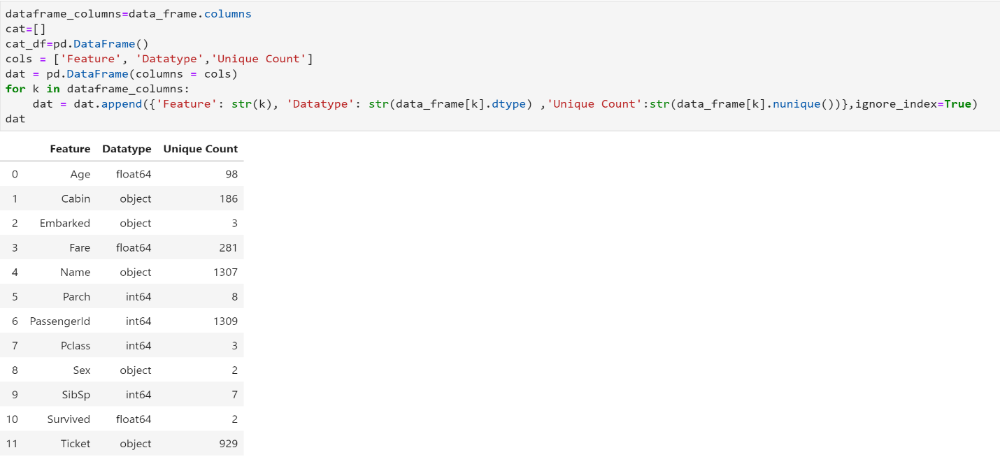 dataframe_columns=data_frame.columns
cat=[]
cat_df=pd.DataFrame()
cols = ['Feature', 'Datatype','Unique Count']
dat = pd.DataFrame(columns = cols)
for k in dataframe_columns:
    dat = dat.append({'Feature': str(k), 'Datatype': str(data_frame[k].dtype) ,'Unique Count':str(data_frame[k].nunique())},ignore_index=True)
dat
Feature Datatype Unique Count
0 Age float64 98
1 Cabin object 186
2 Embarked object 3
3 Fare float64 281
4 Name object 1307
5 Parch int64 8
6 PassengerId int64 1309
7 Pclass int64 3
8 Sex object 2
9 SibSp int64 7
10 Survived float64 2
11 Ticket object 929